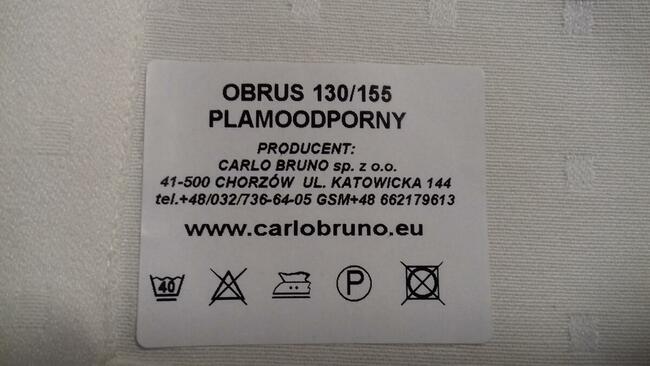 OBRUS 130/155
PLAMOODPORNY
PRODUCENT:
CARLO BRUNO sp. z o.o.
41-500 CHORZÓW UL. KATOWICKA 144
tel.+48/032/736-64-05 GSM+48 662179613
www.carlobruno.eu
40 P